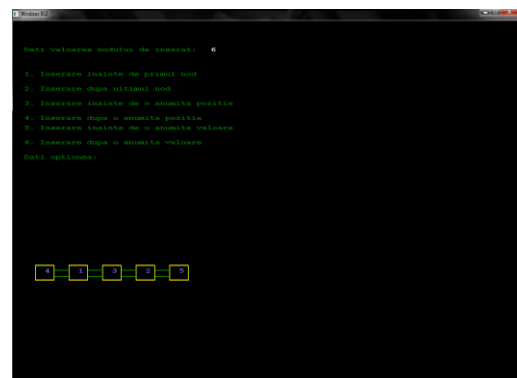 Windows BGI
Dati valoarea nodului de inserat: 6
1. Inserare inainte de primul nod
2. Inserare dupa ultimul nod
3. Inserare inainte de o anumita pozitie
4. Inserare dupa o anumita pozitie
5. Inserare inainte de o anumita valoare
6. Inserare dupa o anumita valoare
Dati optiunea:
4 1 3 2 5